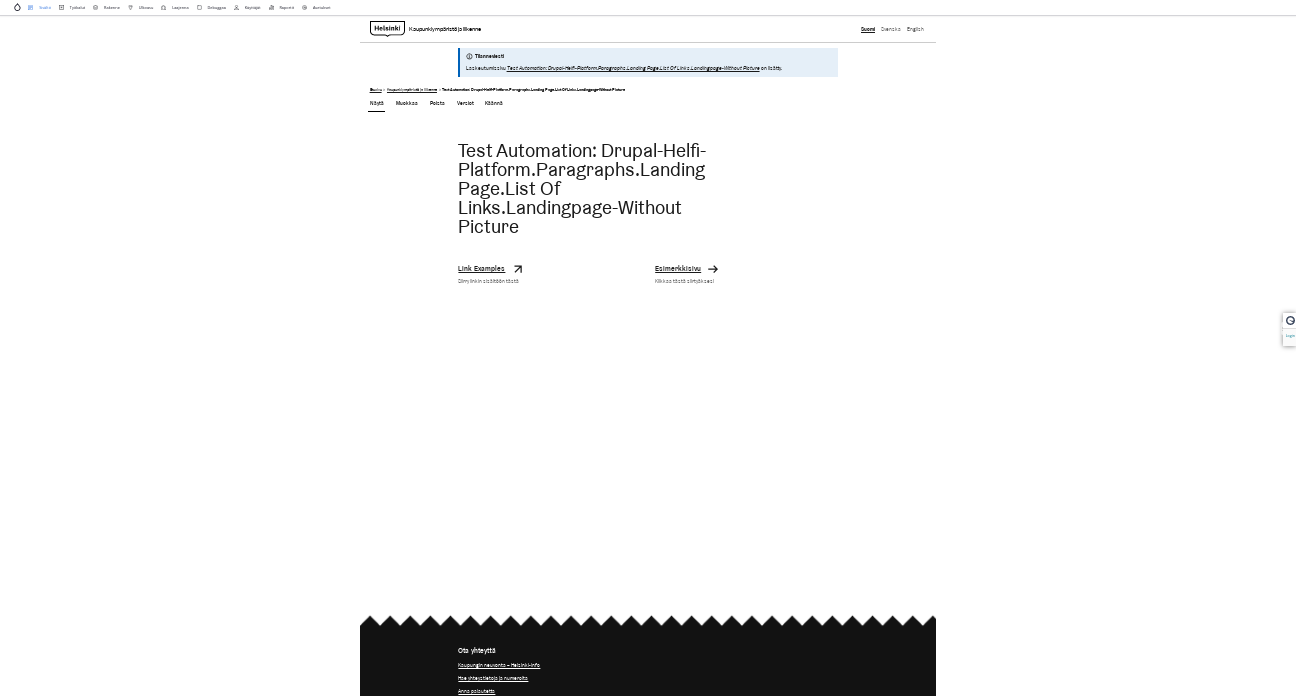 Sisältö Työkalut Rakenne Ulkoasu Laajenna Debuggaa Käyttäjät Raportit Asetukset
Helsinki Kaupunkiympäristö ja liikenne Suomi Svenska English
Tilanneviesti
Laskeutumissivu Test Automation: Drupal-Helfi-Platform.Paragraphs.Landing Page.List Of Links.Landingpage-Without Picture on lisätty.
Etusivu > Kaupunkiympäristö ja liikenne > Test Automation: Drupal-Helfi-Platform.Paragraphs.Landing Page.List Of Links.Landingpage-Without Picture
Näytä Muokkaa Poista Versiot Käännä
Test Automation: Drupal-Helfi-
Platform.Paragraphs.Landing
Page.List Of
Links.Landingpage-Without
Picture
Link Examples Esimerkkisivu
Siirry linkin sisältöön tästä Klikkaa tästä siirtyäksesi
Login
Ota yhteyttä
Kaupungin neuvonta – Helsinki-info
Hae yhteystietoja ja numeroita
Anna palautetta